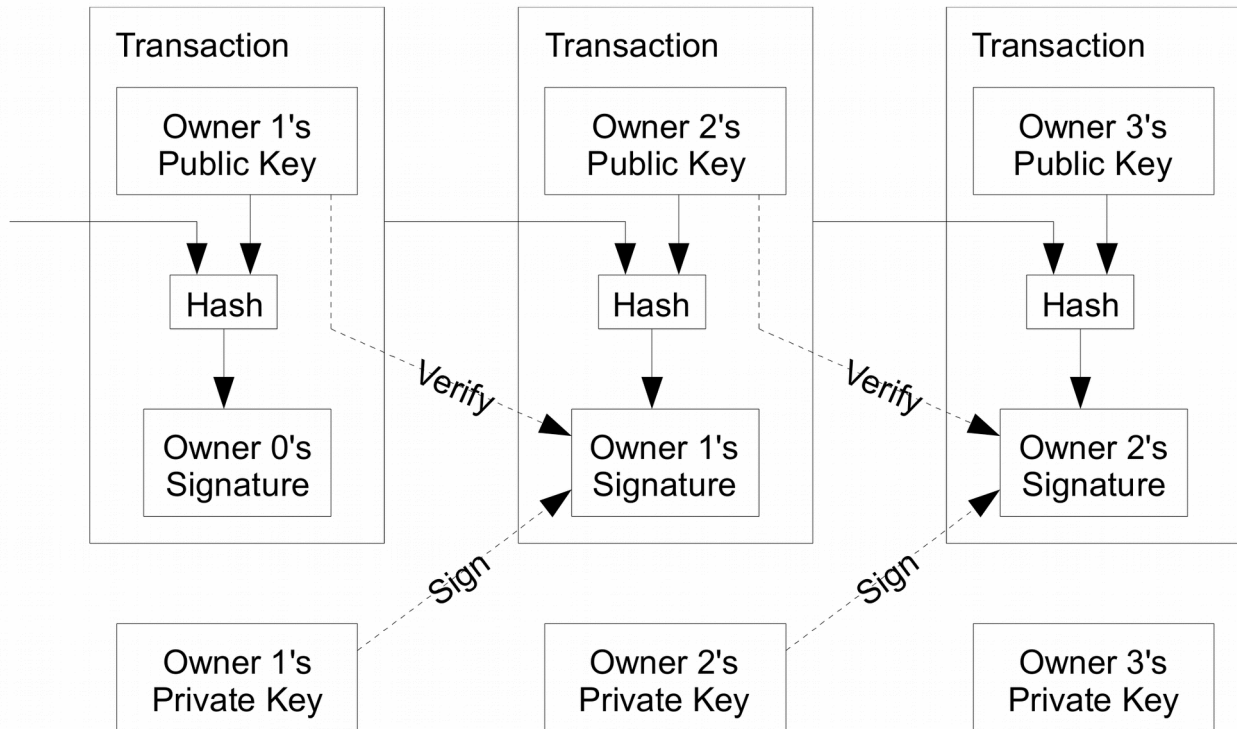 Transaction
Owner 1's
Public Key
Hash
Owner 0's
Signature
Transaction
Owner 2's
Public Key
Hash
Verify
Owner 1's
Signature
Transaction
Owner 3's
Public Key
Hash
Verify
Owner 2's
Signature
Sign
Sign
Owner 1's
Private Key
Owner 2's
Private Key
Owner 3's
Private Key